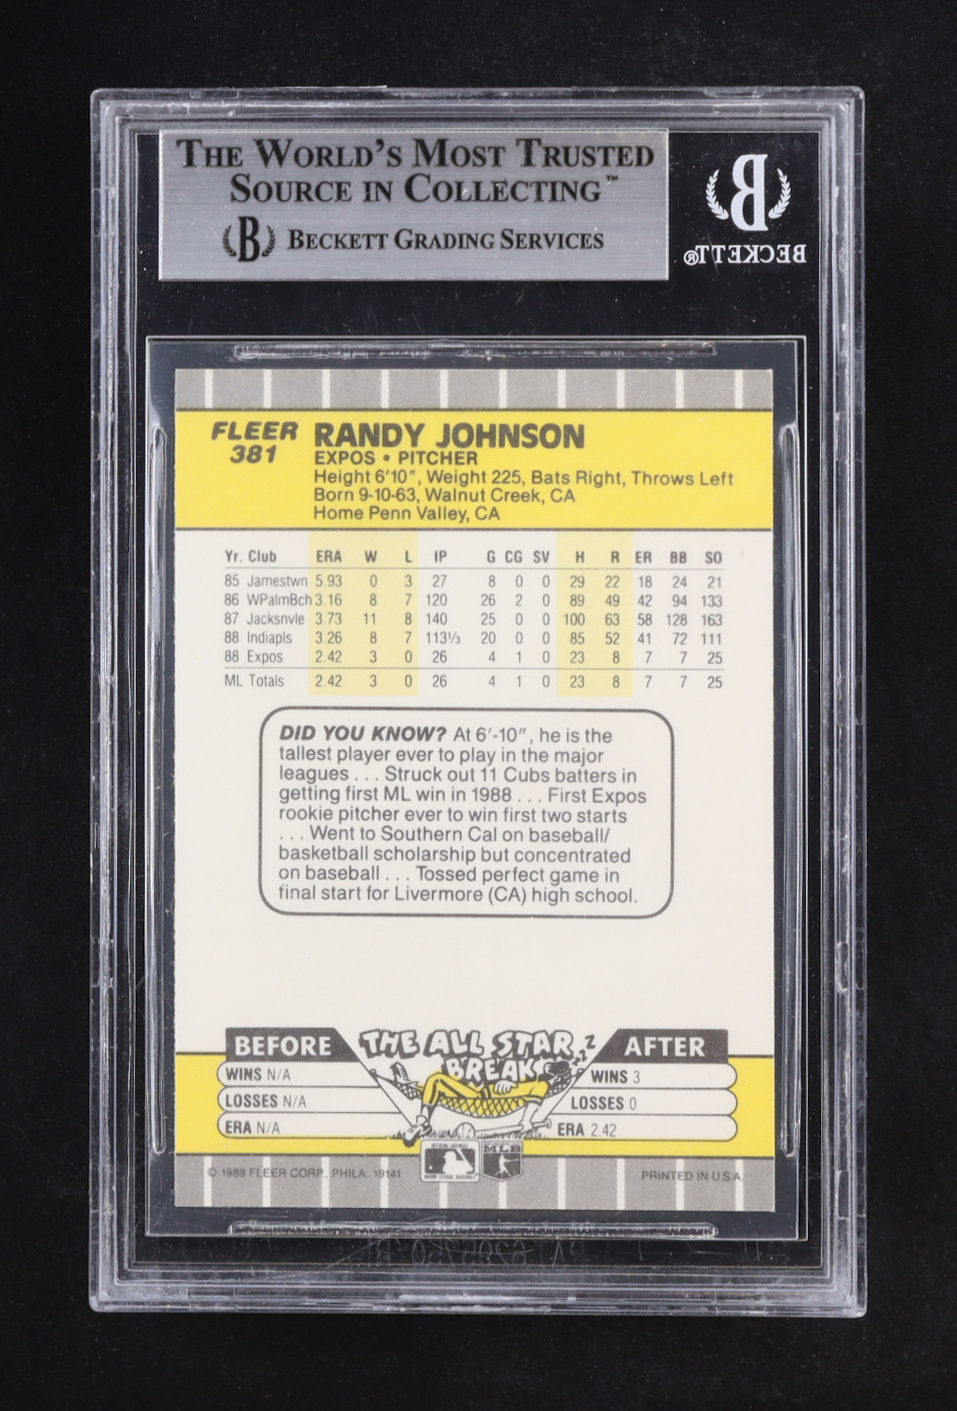 THE WORLD'S MOST TRUSTED
SOURCE IN COLLECTING™
B BECKETT GRADING SERVICES
B
BECKETT®
FLEER
381
RANDY JOHNSON
EXPOS • PITCHER
Height 6'10", Weight 225, Bats Right, Throws Left
Born 9-10-63, Walnut Creek, CA
Home Penn Valley, CA
Yr. Club ERA W L IP G CG SV H R ER BB SO
85 Jamestwn 5.93 0 3 27 8 0 0 29 22 18 24 21
86 WPalmBch 3.16 8 7 120 26 2 0 89 49 42 94 133
87 Jacksnvle 3.73 11 8 140 25 0 0 100 63 58 128 163
88 Indiapls 3.26 8 7 113⅓ 20 0 0 85 52 41 72 111
88 Expos 2.42 3 0 26 4 1 0 23 8 7 7 25
ML Totals 2.42 3 0 26 4 1 0 23 8 7 7 25
DID YOU KNOW? At 6'-10", he is the
tallest player ever to play in the major
leagues . . . Struck out 11 Cubs batters in
getting first ML win in 1988 . . . First Expos
rookie pitcher ever to win first two starts
. . . Went to Southern Cal on baseball/
basketball scholarship but concentrated
on baseball . . . Tossed perfect game in
final start for Livermore (CA) high school.
BEFORE
WINS N/A
LOSSES N/A
ERA N/A
THE ALL STAR
BREAK
ZZZ
AFTER
WINS 3
LOSSES 0
ERA 2.42
MLB
© 1989 FLEER CORP., PHILA. 19141
PRINTED IN U.S.A.